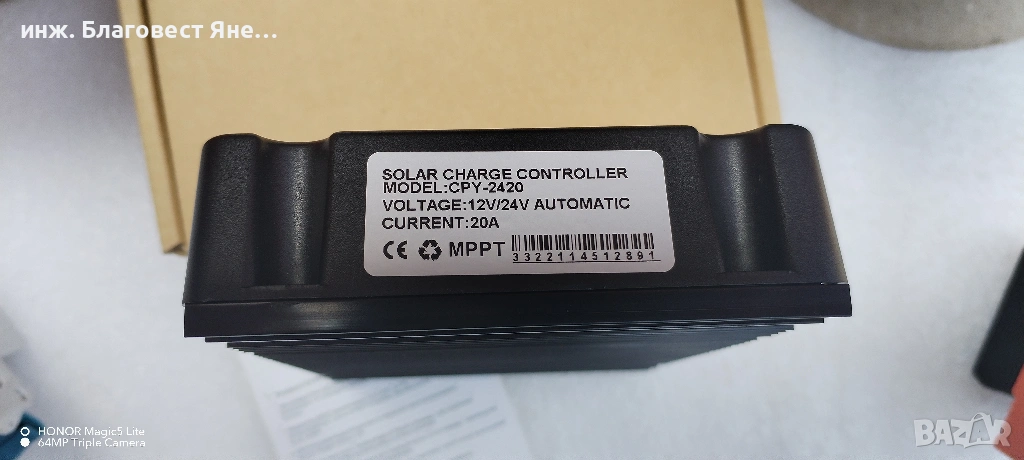 инж. Благовест Яне...
SOLAR CHARGE CONTROLLER
MODEL:CPY-2420
VOLTAGE:12V/24V AUTOMATIC
CURRENT:20A
CE MPPT
3322114512891
HONOR Magic5 Lite
64MP Triple Camera
BAZAR